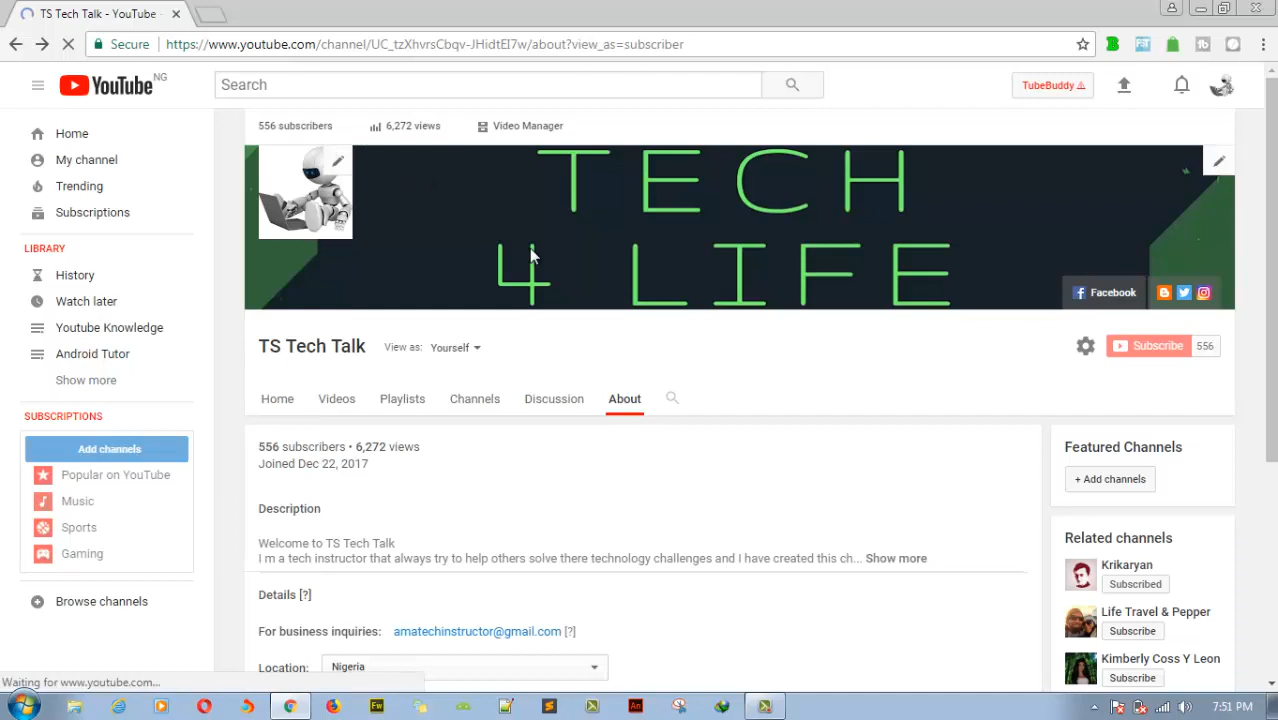 TS Tech Talk - YouTube -
Secure
https://www.youtube.com/channel/UC_tzXhvrsCbqv-JHidtEI7w/about?view_as=subscriber
YouTube NG
Search
TubeBuddy
556 subscribers
6,272 views
Video Manager
Home
My channel
Trending
Subscriptions
LIBRARY
History
Watch later
Youtube Knowledge
Android Tutor
Show more
SUBSCRIPTIONS
Add channels
Popular on YouTube
Music
Sports
Gaming
Browse channels
TECH
4 LIFE
Facebook
TS Tech Talk
View as: Yourself
Subscribe 556
Home
Videos
Playlists
Channels
Discussion
About
556 subscribers • 6,272 views
Joined Dec 22, 2017
Description
Welcome to TS Tech Talk
I m a tech instructor that always try to help others solve there technology challenges and I have created this ch... Show more
Details [?]
For business inquiries: amatechinstructor@gmail.com [?]
Location: Nigeria
Featured Channels
+ Add channels
Related channels
Krikaryan
Subscribed
Life Travel & Pepper
Subscribe
Kimberly Coss Y Leon
Subscribe
Waiting for www.youtube.com...
Fw
An
7:51 PM